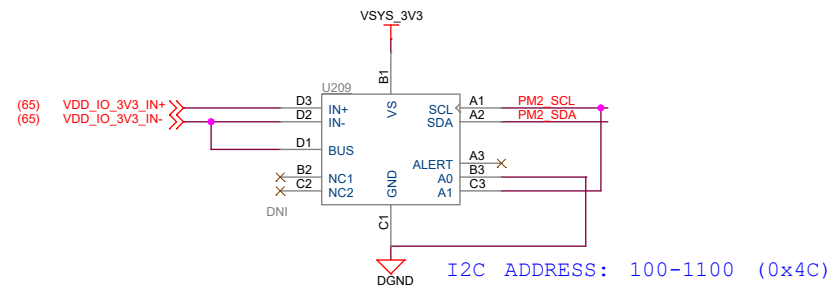 VSYS_3V3
B1
U209
(65) VDD_IO_3V3_IN+ D3 IN+ VS SCL A1 PM2_SCL
(65) VDD_IO_3V3_IN- D2 IN- SDA A2 PM2_SDA
D1 BUS
ALERT A3
B2 NC1 A0 B3
C2 NC2 GND A1 C3
DNI
C1
DGND
I2C ADDRESS: 100-1100 (0x4C)